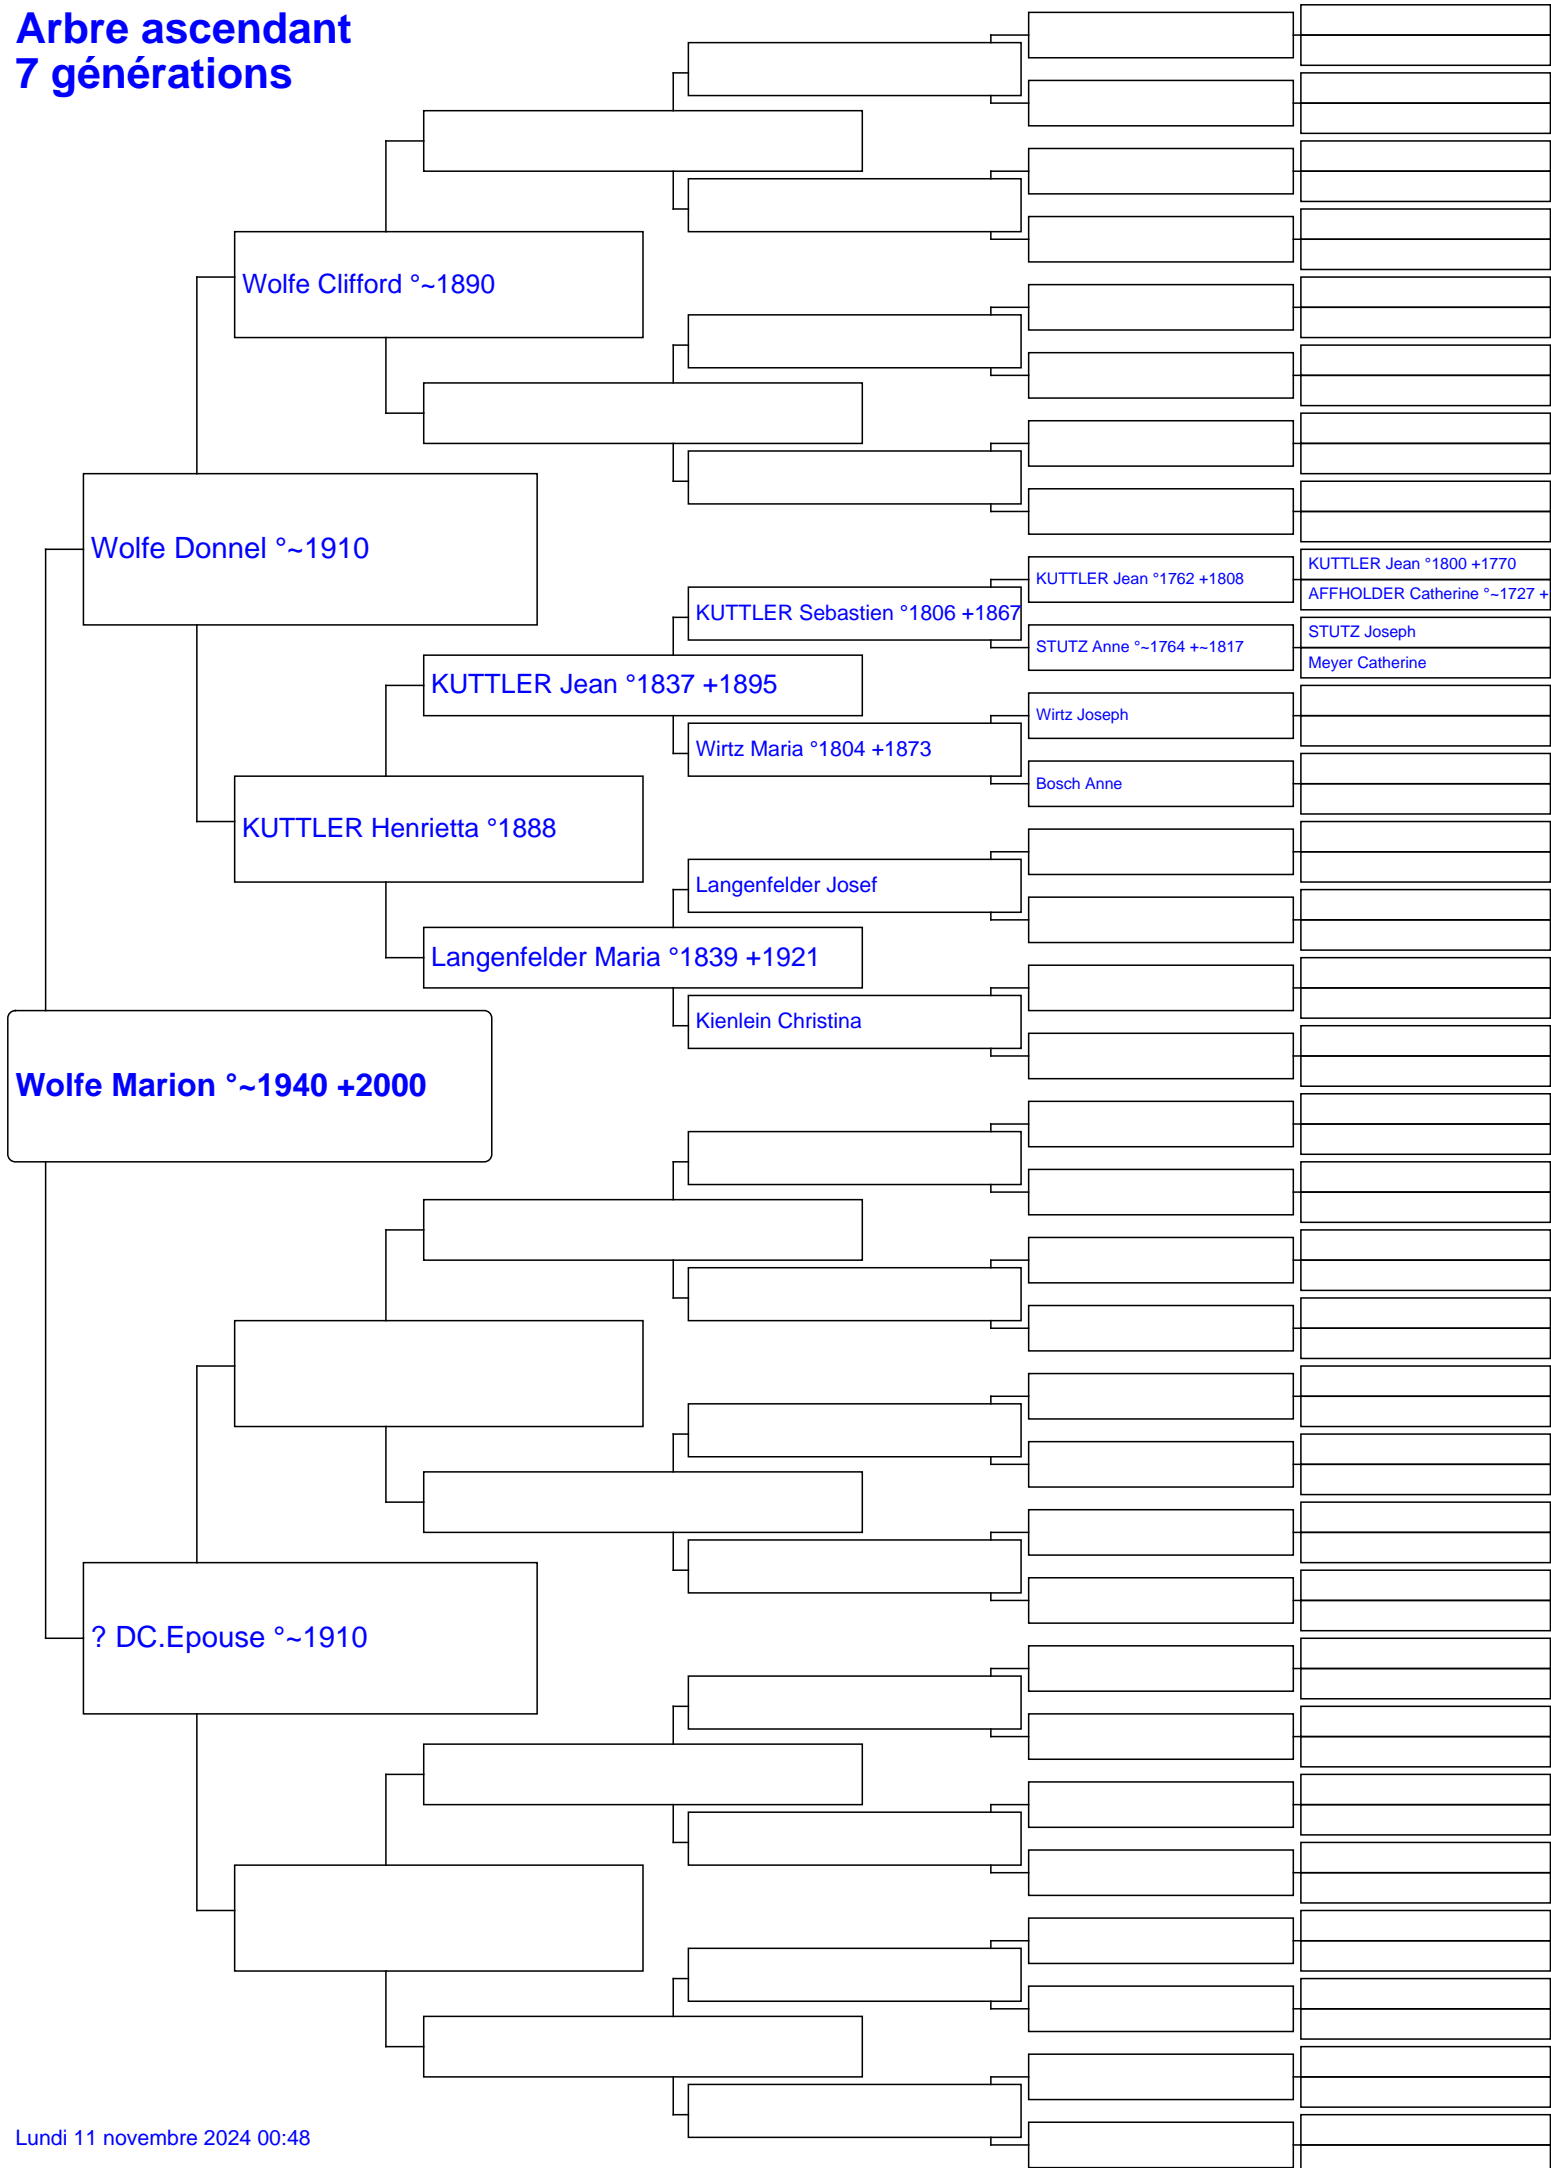 Arbre ascendant
7 générations
Wolfe Clifford °~1890
Wolfe Donnel °~1910
KUTTLER Jean °1762 +1808
KUTTLER Jean °1800 +1770
AFFHOLDER Catherine °~1727 +
KUTTLER Sebastien °1806 +1867
STUTZ Anne °~1764 +~1817
STUTZ Joseph
Meyer Catherine
KUTTLER Jean °1837 +1895
Wirtz Joseph
Wirtz Maria °1804 +1873
Bosch Anne
KUTTLER Henrietta °1888
Langenfelder Josef
Langenfelder Maria °1839 +1921
Kienlein Christina
Wolfe Marion °~1940 +2000
? DC.Epouse °~1910
Lundi 11 novembre 2024 00:48